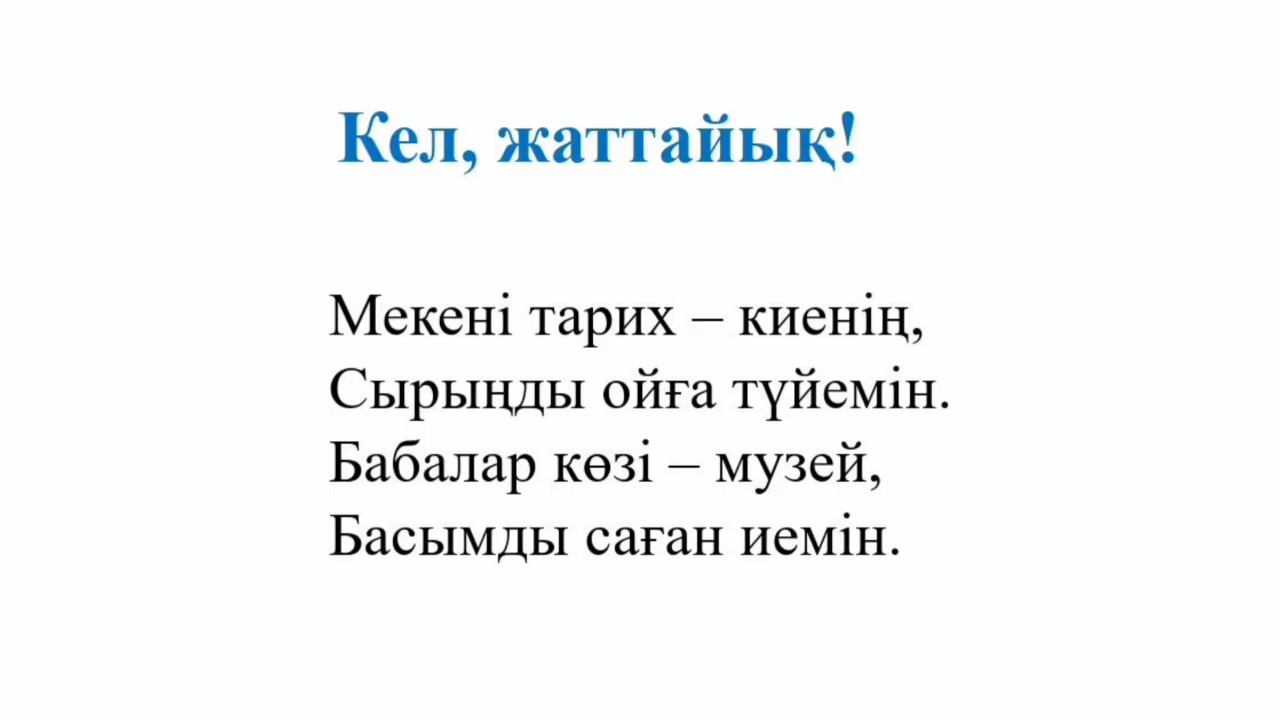 Кел, жаттайық!
Мекені тарих – киенің,
Сырыңды ойға түйемін.
Бабалар көзі – музей,
Басымды саған иемін.